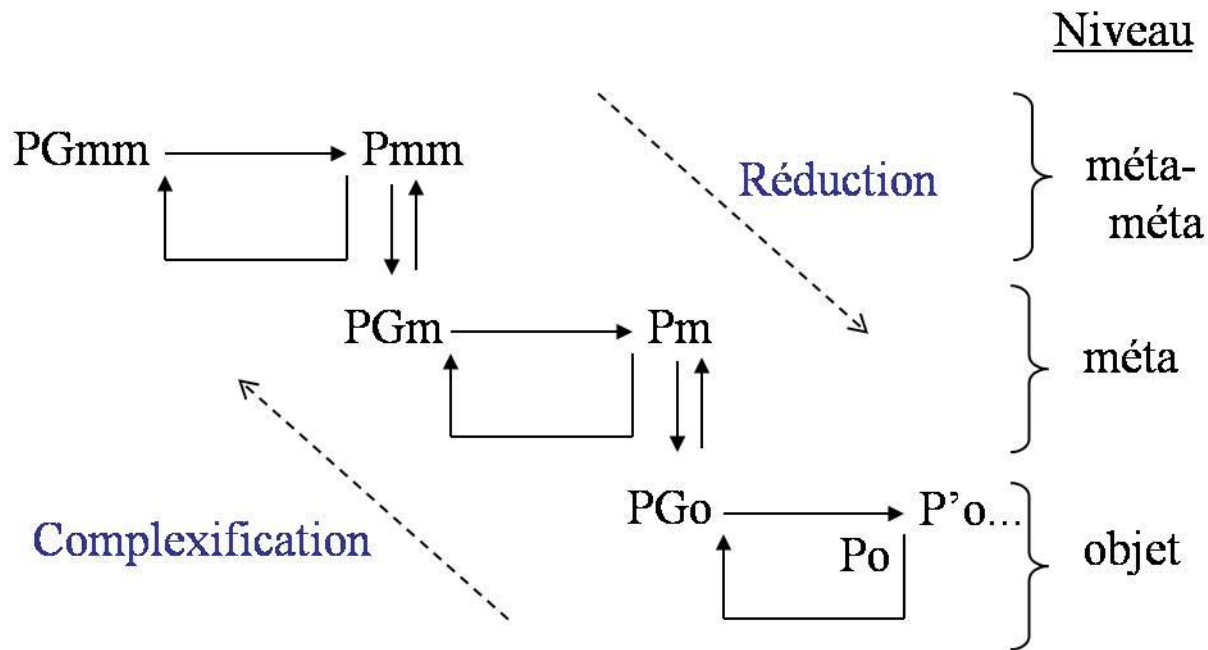 Niveau
PGmm
Pmm
Réduction
méta-
méta
PGm
Pm
méta
Complexification
PGo
P’o...
Po
objet